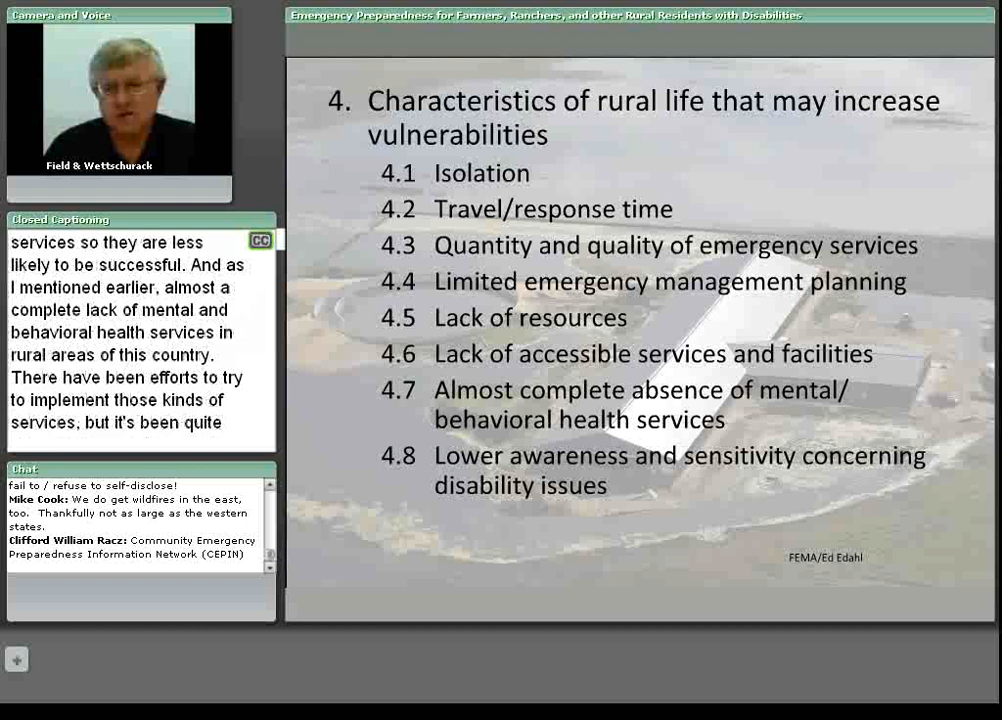 Camera and Voice
Field & Wettschurack
Closed Captioning
services so they are less
CC
likely to be successful. And as
I mentioned earlier, almost a
complete lack of mental and
behavioral health services in
rural areas of this country.
There have been efforts to try
to implement those kinds of
services, but it's been quite
Chat
fail to / refuse to self-disclose!
Mike Cook: We do get wildfires in the east,
too. Thankfully not as large as the western
states.
Clifford William Racz: Community Emergency
Preparedness Information Network (CEPIN)
Emergency Preparedness for Farmers, Ranchers, and other Rural Residents with Disabilities
4. Characteristics of rural life that may increase
vulnerabilities
4.1 Isolation
4.2 Travel/response time
4.3 Quantity and quality of emergency services
4.4 Limited emergency management planning
4.5 Lack of resources
4.6 Lack of accessible services and facilities
4.7 Almost complete absence of mental/
behavioral health services
4.8 Lower awareness and sensitivity concerning
disability issues
FEMA/Ed Edahl